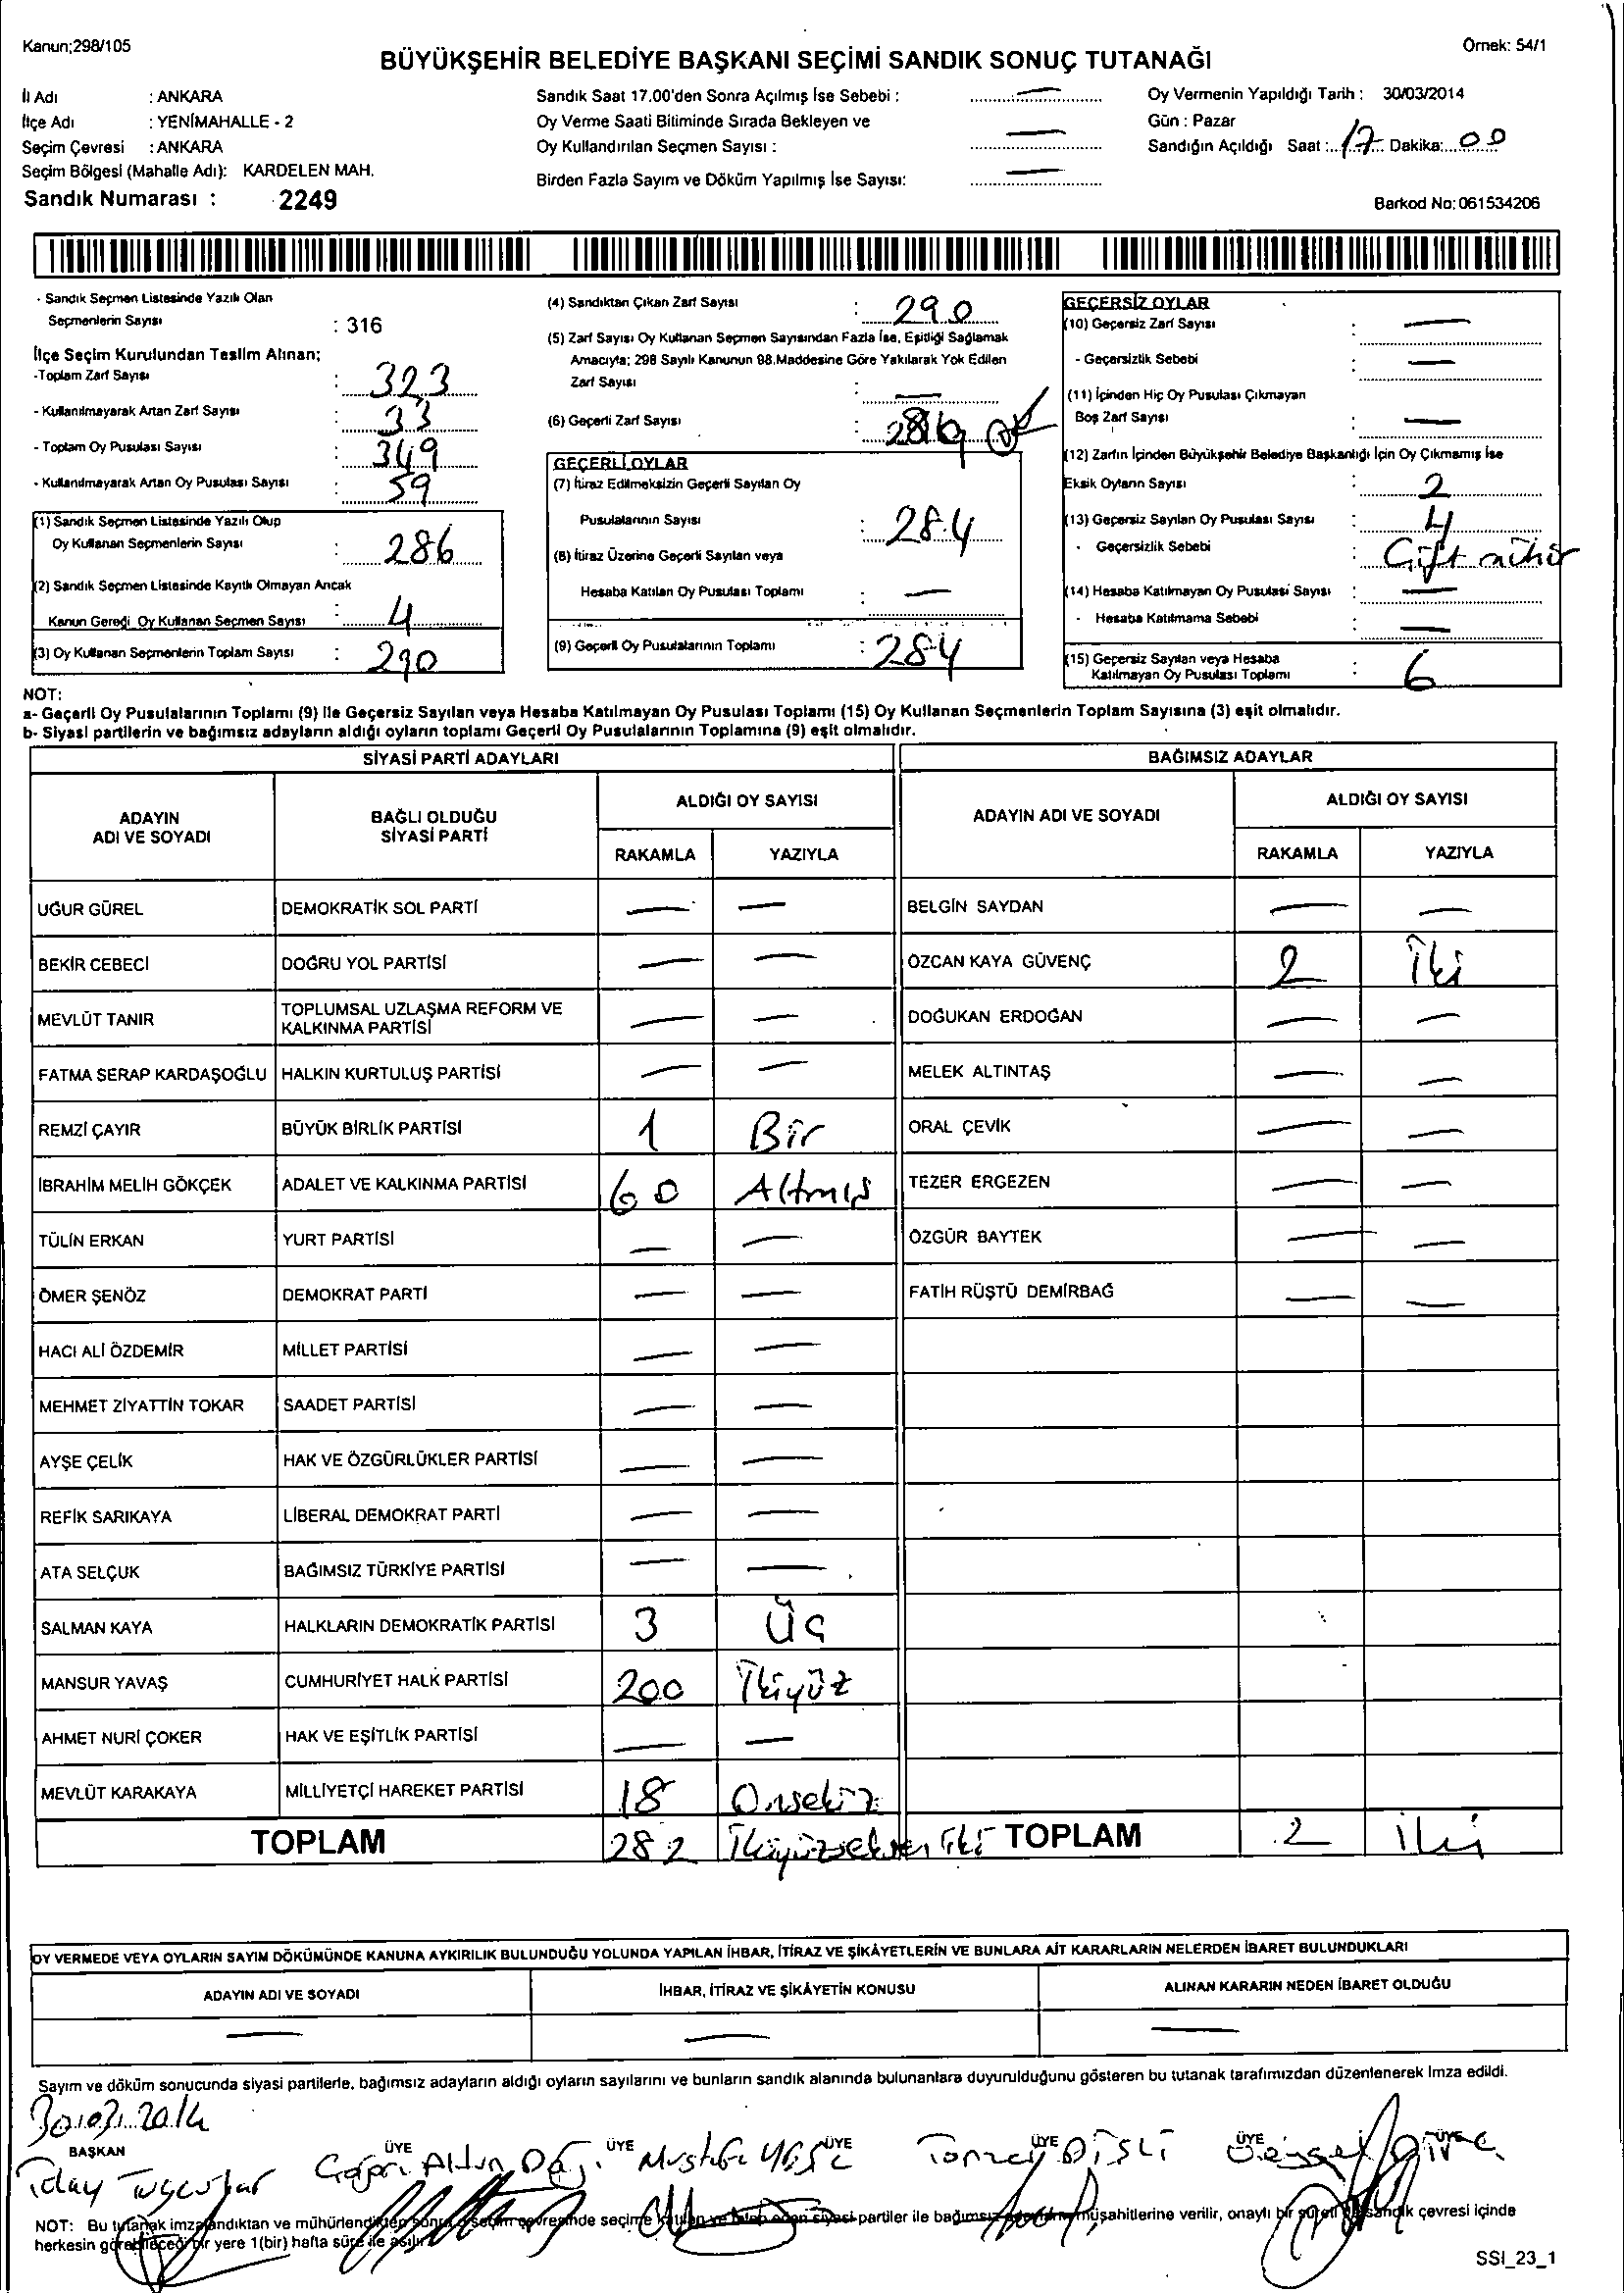 Kanun;298/105
Örnek: 54/1
BÜYÜKŞEHİR BELEDİYE BAŞKANI SEÇİMİ SANDIK SONUÇ TUTANAĞI
İl Adı : ANKARA
İlçe Adı : YENİMAHALLE - 2
Seçim Çevresi : ANKARA
Seçim Bölgesi (Mahalle Adı): KARDELEN MAH.
Sandık Numarası : 2249
Sandık Saat 17.00'den Sonra Açılmış İse Sebebi : —
Oy Verme Saati Bitiminde Sırada Bekleyen ve
Oy Kullandırılan Seçmen Sayısı : —
Birden Fazla Sayım ve Döküm Yapılmış İse Sayısı: —
Oy Vermenin Yapıldığı Tarih : 30/03/2014
Gün : Pazar
Sandığın Açıldığı Saat : 17 Dakika: 00
Barkod No: 061534206
- Sandık Seçmen Listesinde Yazılı Olan
Seçmenlerin Sayısı : 316
İlçe Seçim Kurulundan Teslim Alınan;
-Toplam Zarf Sayısı : 323
- Kullanılmayarak Artan Zarf Sayısı : 33
- Toplam Oy Pusulası Sayısı : 349
- Kullanılmayarak Artan Oy Pusulası Sayısı : 59
(1) Sandık Seçmen Listesinde Yazılı Olup
Oy Kullanan Seçmenlerin Sayısı : 286
(2) Sandık Seçmen Listesinde Kayıtlı Olmayan Ancak
Kanun Gereği Oy Kullanan Seçmen Sayısı : 4
(3) Oy Kullanan Seçmenlerin Toplam Sayısı : 290
(4) Sandıktan Çıkan Zarf Sayısı : 290
(5) Zarf Sayısı Oy Kullanan Seçmen Sayısından Fazla İse, Eşitliği Sağlamak
Amacıyla; 298 Sayılı Kanunun 98.Maddesine Göre Yakılarak Yok Edilen
Zarf Sayısı : —
(6) Geçerli Zarf Sayısı :
GEÇERLİ OYLAR
(7) İtiraz Edilmeksizin Geçerli Sayılan Oy
Pusulalarının Sayısı : 284
(8) İtiraz Üzerine Geçerli Sayılan veya
Hesaba Katılan Oy Pusulası Toplamı : —
(9) Geçerli Oy Pusulalarının Toplamı : 284
GEÇERSİZ OYLAR
(10) Geçersiz Zarf Sayısı : —
- Geçersizlik Sebebi : —
(11) İçinden Hiç Oy Pusulası Çıkmayan
Boş Zarf Sayısı : —
(12) Zarfın İçinden Büyükşehir Belediye Başkanlığı İçin Oy Çıkmamış İse
Eksik Oyların Sayısı : 2
(13) Geçersiz Sayılan Oy Pusulası Sayısı : 4
- Geçersizlik Sebebi : Çift mühür
(14) Hesaba Katılmayan Oy Pusulası Sayısı : —
- Hesaba Katılmama Sebebi : —
(15) Geçersiz Sayılan veya Hesaba
Katılmayan Oy Pusulası Toplamı : 6
NOT:
a- Geçerli Oy Pusulalarının Toplamı (9) ile Geçersiz Sayılan veya Hesaba Katılmayan Oy Pusulası Toplamı (15) Oy Kullanan Seçmenlerin Toplam Sayısına (3) eşit olmalıdır.
b- Siyasi partilerin ve bağımsız adayların aldığı oyların toplamı Geçerli Oy Pusulalarının Toplamına (9) eşit olmalıdır.
SİYASİ PARTİ ADAYLARI
ADAYIN ADI VE SOYADI BAĞLI OLDUĞU SİYASİ PARTİ ALDIĞI OY SAYISI
RAKAMLA YAZIYLA
UĞUR GÜREL DEMOKRATİK SOL PARTİ — —
BEKİR CEBECİ DOĞRU YOL PARTİSİ — —
MEVLÜT TANIR TOPLUMSAL UZLAŞMA REFORM VE KALKINMA PARTİSİ — —
FATMA SERAP KARDAŞOĞLU HALKIN KURTULUŞ PARTİSİ — —
REMZİ ÇAYIR BÜYÜK BİRLİK PARTİSİ 1 Bir
İBRAHİM MELİH GÖKÇEK ADALET VE KALKINMA PARTİSİ 60 Altmış
TÜLİN ERKAN YURT PARTİSİ — —
ÖMER ŞENÖZ DEMOKRAT PARTİ — —
HACI ALİ ÖZDEMİR MİLLET PARTİSİ — —
MEHMET ZİYATTİN TOKAR SAADET PARTİSİ — —
AYŞE ÇELİK HAK VE ÖZGÜRLÜKLER PARTİSİ — —
REFİK SARIKAYA LİBERAL DEMOKRAT PARTİ — —
ATA SELÇUK BAĞIMSIZ TÜRKİYE PARTİSİ — —
SALMAN KAYA HALKLARIN DEMOKRATİK PARTİSİ 3 Üç
MANSUR YAVAŞ CUMHURİYET HALK PARTİSİ 200 İkiyüz
AHMET NURİ ÇOKER HAK VE EŞİTLİK PARTİSİ — —
MEVLÜT KARAKAYA MİLLİYETÇİ HAREKET PARTİSİ 18 Onsekiz
TOPLAM 282 İkiyüzseksen iki
BAĞIMSIZ ADAYLAR
ADAYIN ADI VE SOYADI ALDIĞI OY SAYISI
RAKAMLA YAZIYLA
BELGİN SAYDAN — —
ÖZCAN KAYA GÜVENÇ 2 İki
DOĞUKAN ERDOĞAN — —
MELEK ALTINTAŞ — —
ORAL ÇEVİK — —
TEZER ERGEZEN — —
ÖZGÜR BAYTEK — —
FATİH RÜŞTÜ DEMİRBAĞ — —
TOPLAM 2 İki
OY VERMEDE VEYA OYLARIN SAYIM DÖKÜMÜNDE KANUNA AYKIRILIK BULUNDUĞU YOLUNDA YAPILAN İHBAR, İTİRAZ VE ŞİKÂYETLERİN VE BUNLARA AİT KARARLARIN NELERDEN İBARET BULUNDUKLARI
ADAYIN ADI VE SOYADI İHBAR, İTİRAZ VE ŞİKÂYETİN KONUSU ALINAN KARARIN NEDEN İBARET OLDUĞU
— — —
Sayım ve döküm sonucunda siyasi partilerle, bağımsız adayların aldığı oyların sayılarını ve bunların sandık alanında bulunanlara duyurulduğunu gösteren bu tutanak tarafımızdan düzenlenerek imza edildi.
30.03.2014
BAŞKAN ÜYE ÜYE ÜYE ÜYE ÜYE ÜYE
Mustafa
NOT: Bu tutanak imzalandıktan ve mühürlendikten sonra o seçim çevresinde seçime katılan ve talep eden siyasi partiler ile bağımsız adayların müşahitlerine verilir, onaylı bir sureti de sandık çevresi içinde
herkesin görebileceği bir yere 1(bir) hafta süre ile asılır.
SSI_23_1